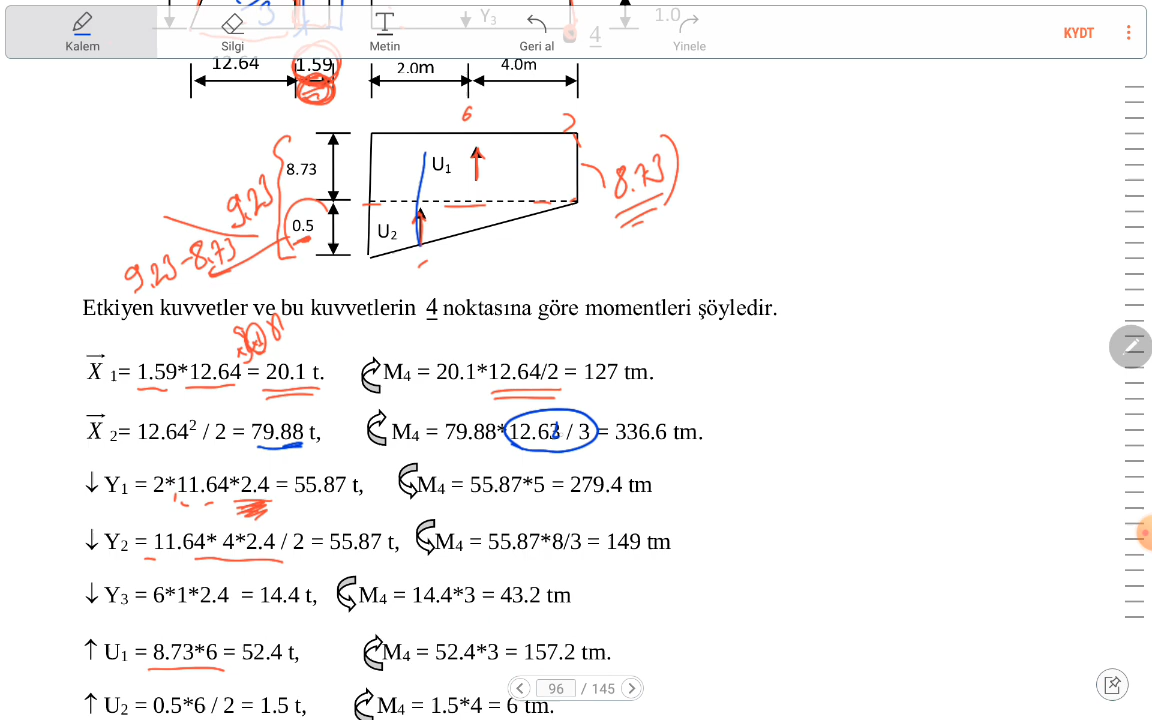 Y3
1.0
4
Kalem
Silgi
Metin
Geri al
Yinele
KYDT
12.64
1.59
2.0m
4.0m
6
8.73
U1
8.73
9.23
0.5
U2
9.23-8.73
Etkiyen kuvvetler ve bu kuvvetlerin 4 noktasına göre momentleri şöyledir.
X 1= 1.59*12.64 = 20.1 t. M4 = 20.1*12.64/2 = 127 tm.
X 2= 12.64² / 2 = 79.88 t, M4 = 79.88*12.63 / 3 = 336.6 tm.
↓ Y1 = 2*11.64*2.4 = 55.87 t, M4 = 55.87*5 = 279.4 tm
↓ Y2 = 11.64* 4*2.4 / 2 = 55.87 t, M4 = 55.87*8/3 = 149 tm
↓ Y3 = 6*1*2.4 = 14.4 t, M4 = 14.4*3 = 43.2 tm
↑ U1 = 8.73*6 = 52.4 t, M4 = 52.4*3 = 157.2 tm.
↑ U2 = 0.5*6 / 2 = 1.5 t, M4 = 1.5*4 = 6 tm.
96 / 145